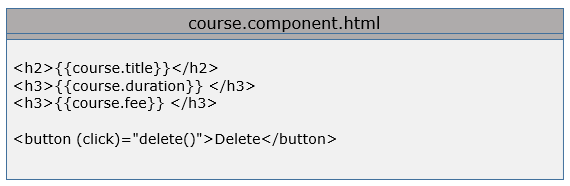 course.component.html
<h2>{{course.title}}</h2>
<h3>{{course.duration}} </h3>
<h3>{{course.fee}} </h3>
<button (click)="delete()">Delete</button>